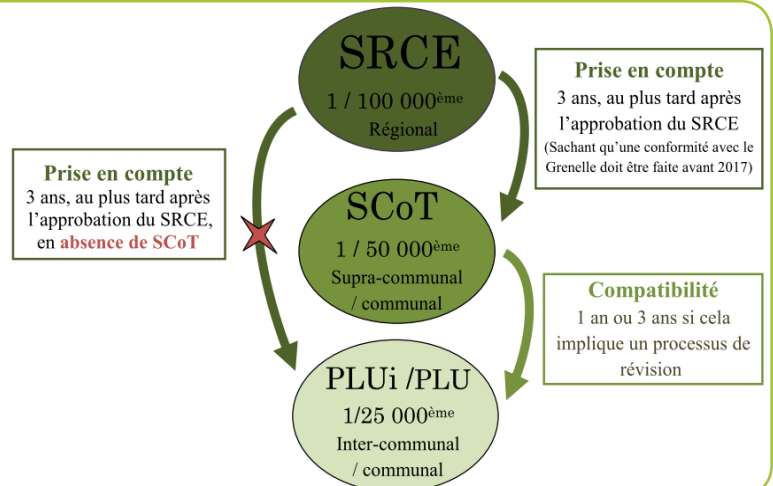 SRCE
1 / 100 000ème
Régional
Prise en compte
3 ans, au plus tard après
l’approbation du SRCE
(Sachant qu’une conformité avec le
Grenelle doit être faite avant 2017)
Prise en compte
3 ans, au plus tard après
l’approbation du SRCE,
en absence de SCoT
SCoT
1 / 50 000ème
Supra-communal
/ communal
Compatibilité
1 an ou 3 ans si cela
implique un processus de
révision
PLUi /PLU
1/25 000ème
Inter-communal
/ communal